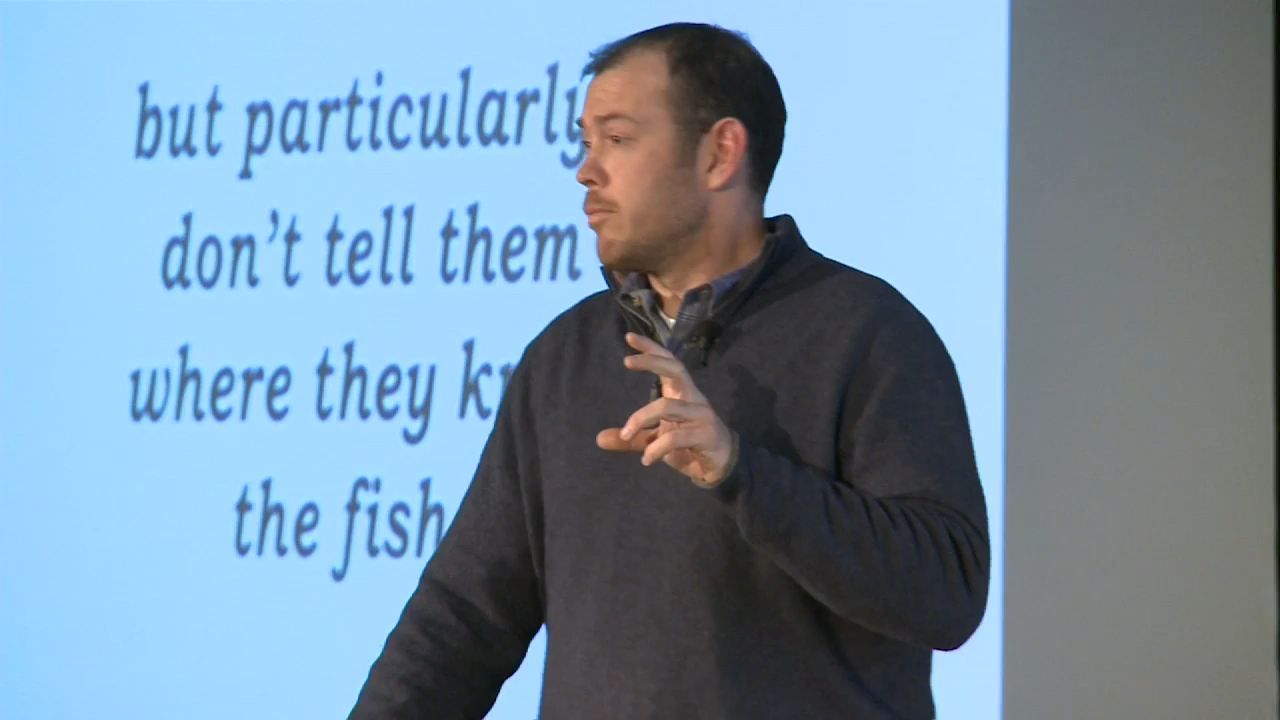 but particularly
don't tell them
where they
the fish